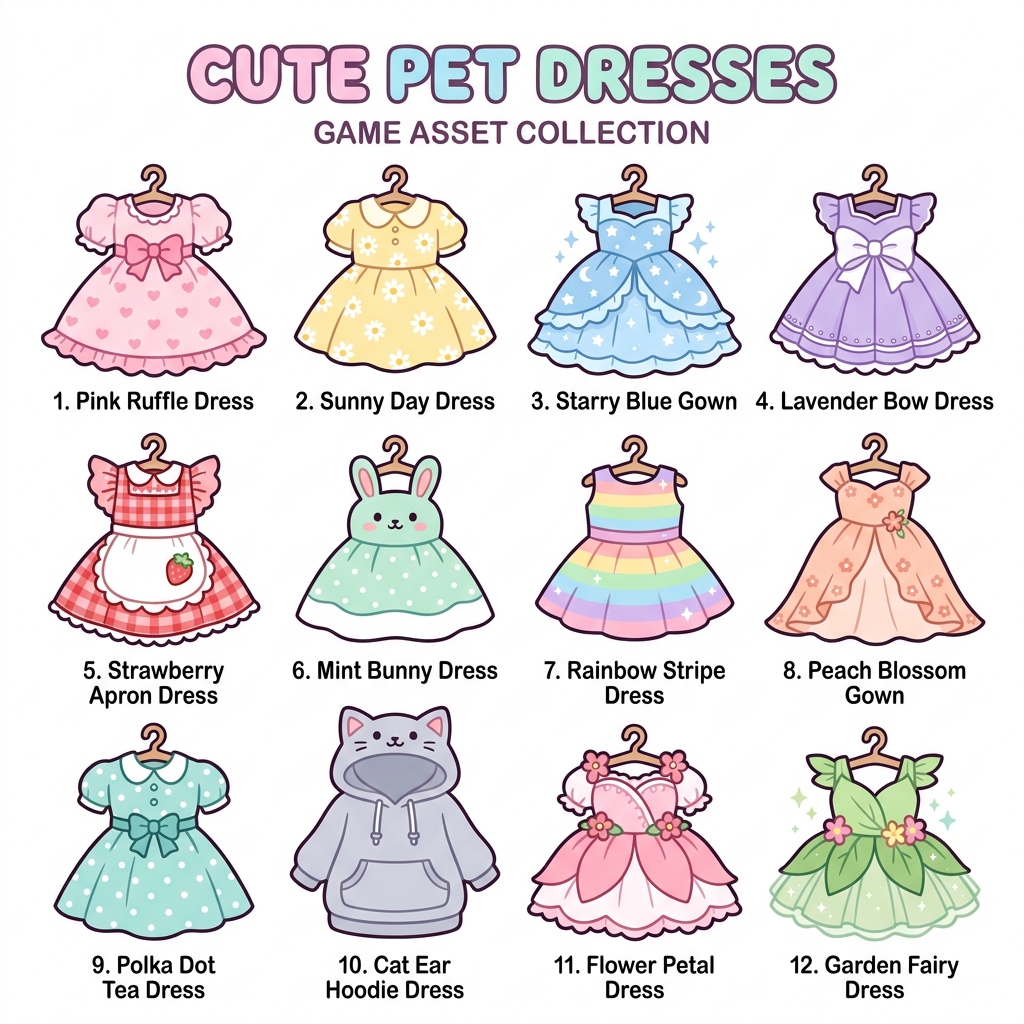 CUTE PET DRESSES
GAME ASSET COLLECTION
1. Pink Ruffle Dress
2. Sunny Day Dress
3. Starry Blue Gown
4. Lavender Bow Dress
5. Strawberry
Apron Dress
6. Mint Bunny Dress
7. Rainbow Stripe
Dress
8. Peach Blossom
Gown
9. Polka Dot
Tea Dress
10. Cat Ear
Hoodie Dress
11. Flower Petal
Dress
12. Garden Fairy
Dress